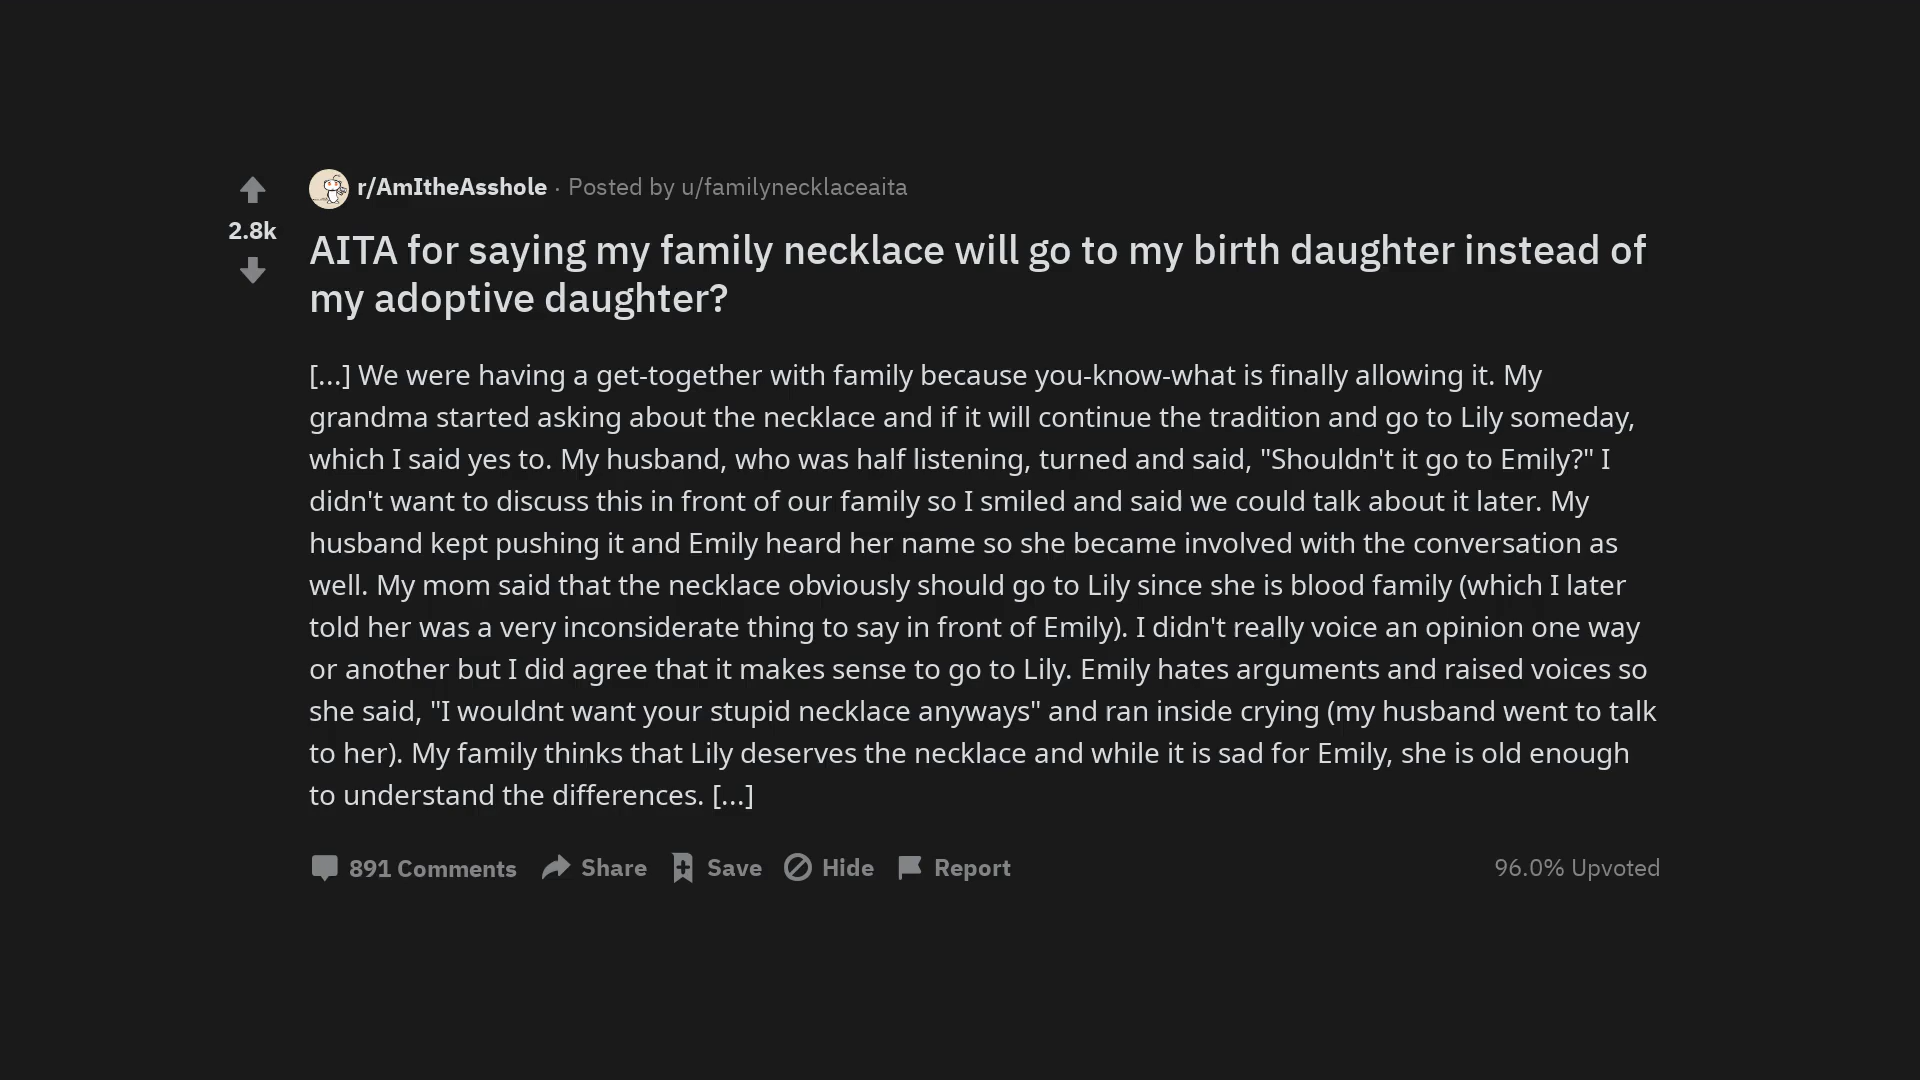 r/AmItheAsshole · Posted by u/familynecklaceaita
2.8k
AITA for saying my family necklace will go to my birth daughter instead of
my adoptive daughter?
[...] We were having a get-together with family because you-know-what is finally allowing it. My
grandma started asking about the necklace and if it will continue the tradition and go to Lily someday,
which I said yes to. My husband, who was half listening, turned and said, "Shouldn't it go to Emily?" I
didn't want to discuss this in front of our family so I smiled and said we could talk about it later. My
husband kept pushing it and Emily heard her name so she became involved with the conversation as
well. My mom said that the necklace obviously should go to Lily since she is blood family (which I later
told her was a very inconsiderate thing to say in front of Emily). I didn't really voice an opinion one way
or another but I did agree that it makes sense to go to Lily. Emily hates arguments and raised voices so
she said, "I wouldnt want your stupid necklace anyways" and ran inside crying (my husband went to talk
to her). My family thinks that Lily deserves the necklace and while it is sad for Emily, she is old enough
to understand the differences. [...]
891 Comments Share Save Hide Report 96.0% Upvoted